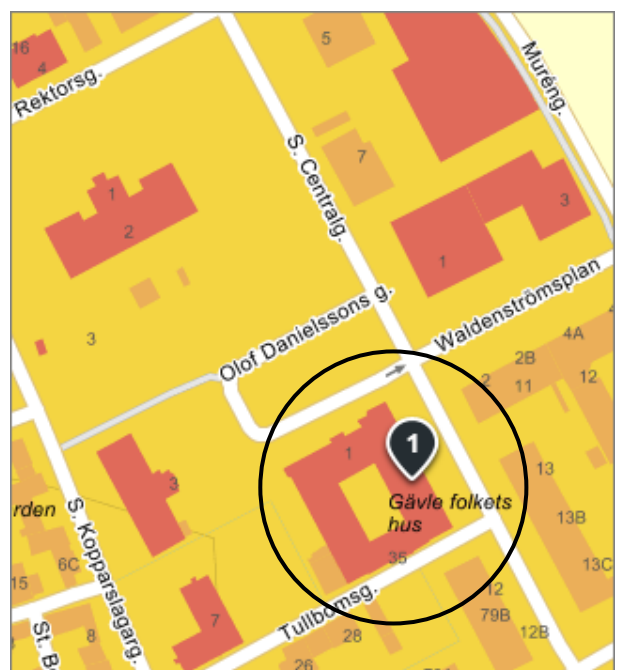 16
4
5
Rektorsg.
Muréng.
S. Centralg.
7
1
2
3
1
Olof Danielssons g.
Waldenströmsplan
3
4A
2B
2
11
12
1
1
3
13
rden
Gävle folkets
hus
S. Kopparslagarg.
13B
6C
35
13C
15
12
79B
7
Tullbomsg.
St. B
8
28
12B
26